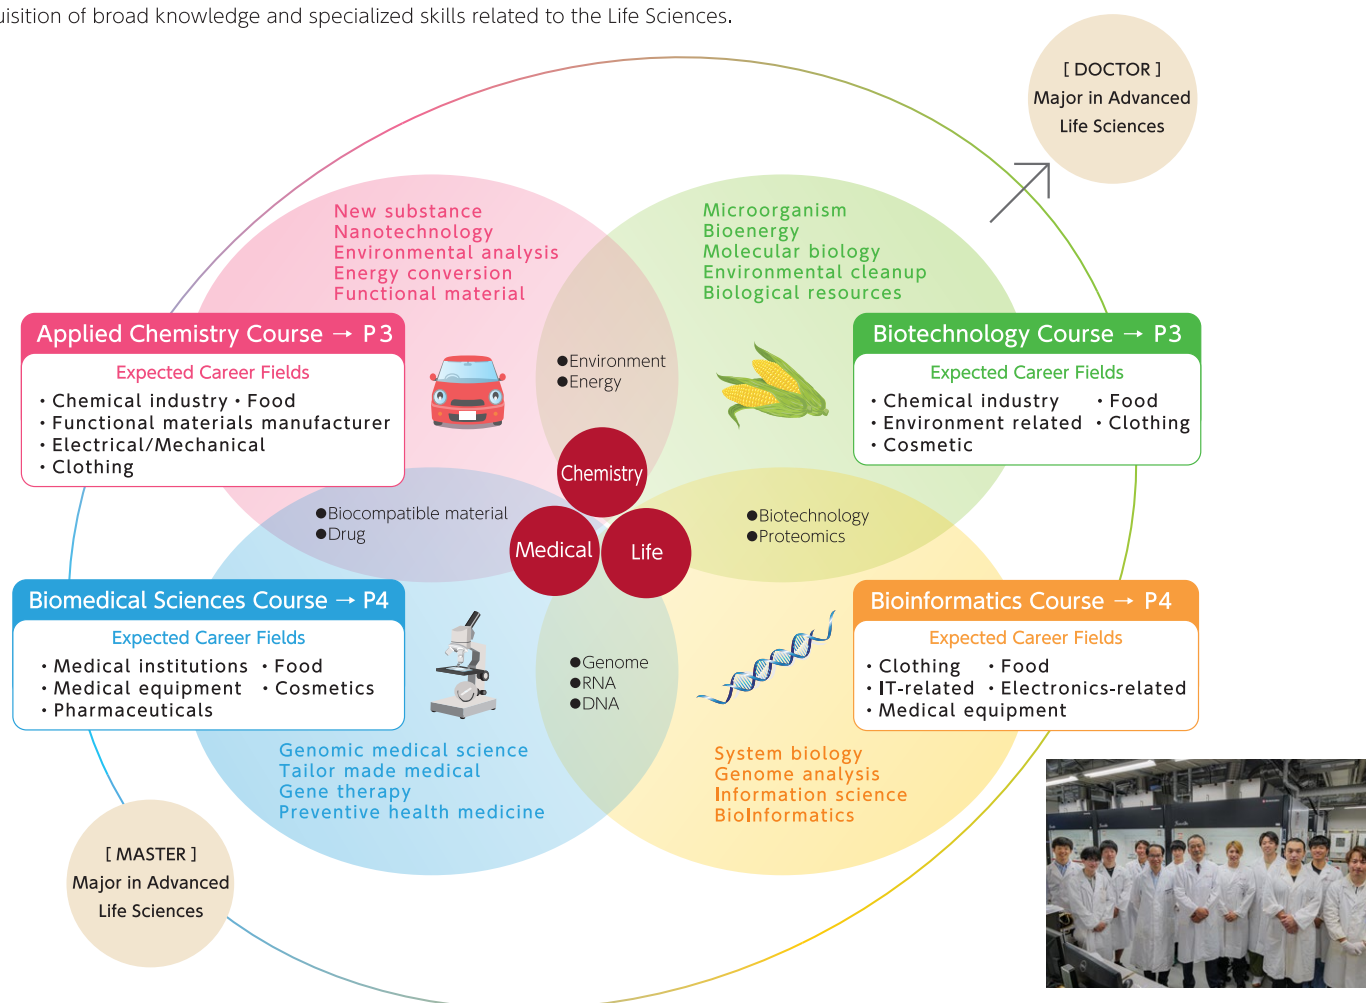 uisition of broad knowledge and specialized skills related to the Life Sciences.
[ DOCTOR ]
Major in Advanced
Life Sciences
New substance
Nanotechnology
Environmental analysis
Energy conversion
Functional material
Microorganism
Bioenergy
Molecular biology
Environmental cleanup
Biological resources
Applied Chemistry Course → P3
Expected Career Fields
・Chemical industry ・Food
・Functional materials manufacturer
・Electrical/Mechanical
・Clothing
●Environment
●Energy
Biotechnology Course → P3
Expected Career Fields
・Chemical industry ・Food
・Environment related ・Clothing
・Cosmetic
Chemistry
Medical
Life
●Biocompatible material
●Drug
●Biotechnology
●Proteomics
Biomedical Sciences Course → P4
Expected Career Fields
・Medical institutions ・Food
・Medical equipment ・Cosmetics
・Pharmaceuticals
●Genome
●RNA
●DNA
Bioinformatics Course → P4
Expected Career Fields
・Clothing ・Food
・IT-related ・Electronics-related
・Medical equipment
Genomic medical science
Tailor made medical
Gene therapy
Preventive health medicine
System biology
Genome analysis
Information science
BioInformatics
[ MASTER ]
Major in Advanced
Life Sciences